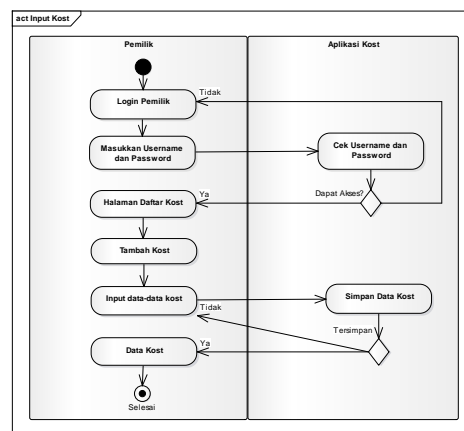 act Input Kost
Pemilik
Aplikasi Kost
Login Pemilik
Tidak
Masukkan Username
dan Password
Cek Username dan
Password
Dapat Akses?
Ya
Halaman Daftar Kost
Tambah Kost
Input data-data kost
Simpan Data Kost
Tidak
Tersimpan
Ya
Data Kost
Selesai